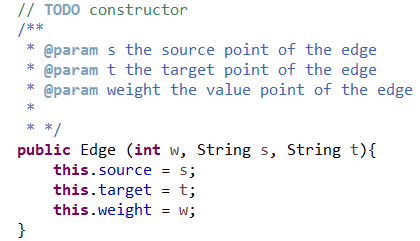 // TODO constructor
/**
 * @param s the source point of the edge
 * @param t the target point of the edge
 * @param weight the value point of the edge
 *
 * */
public Edge (int w, String s, String t){
    this.source = s;
    this.target = t;
    this.weight = w;
}